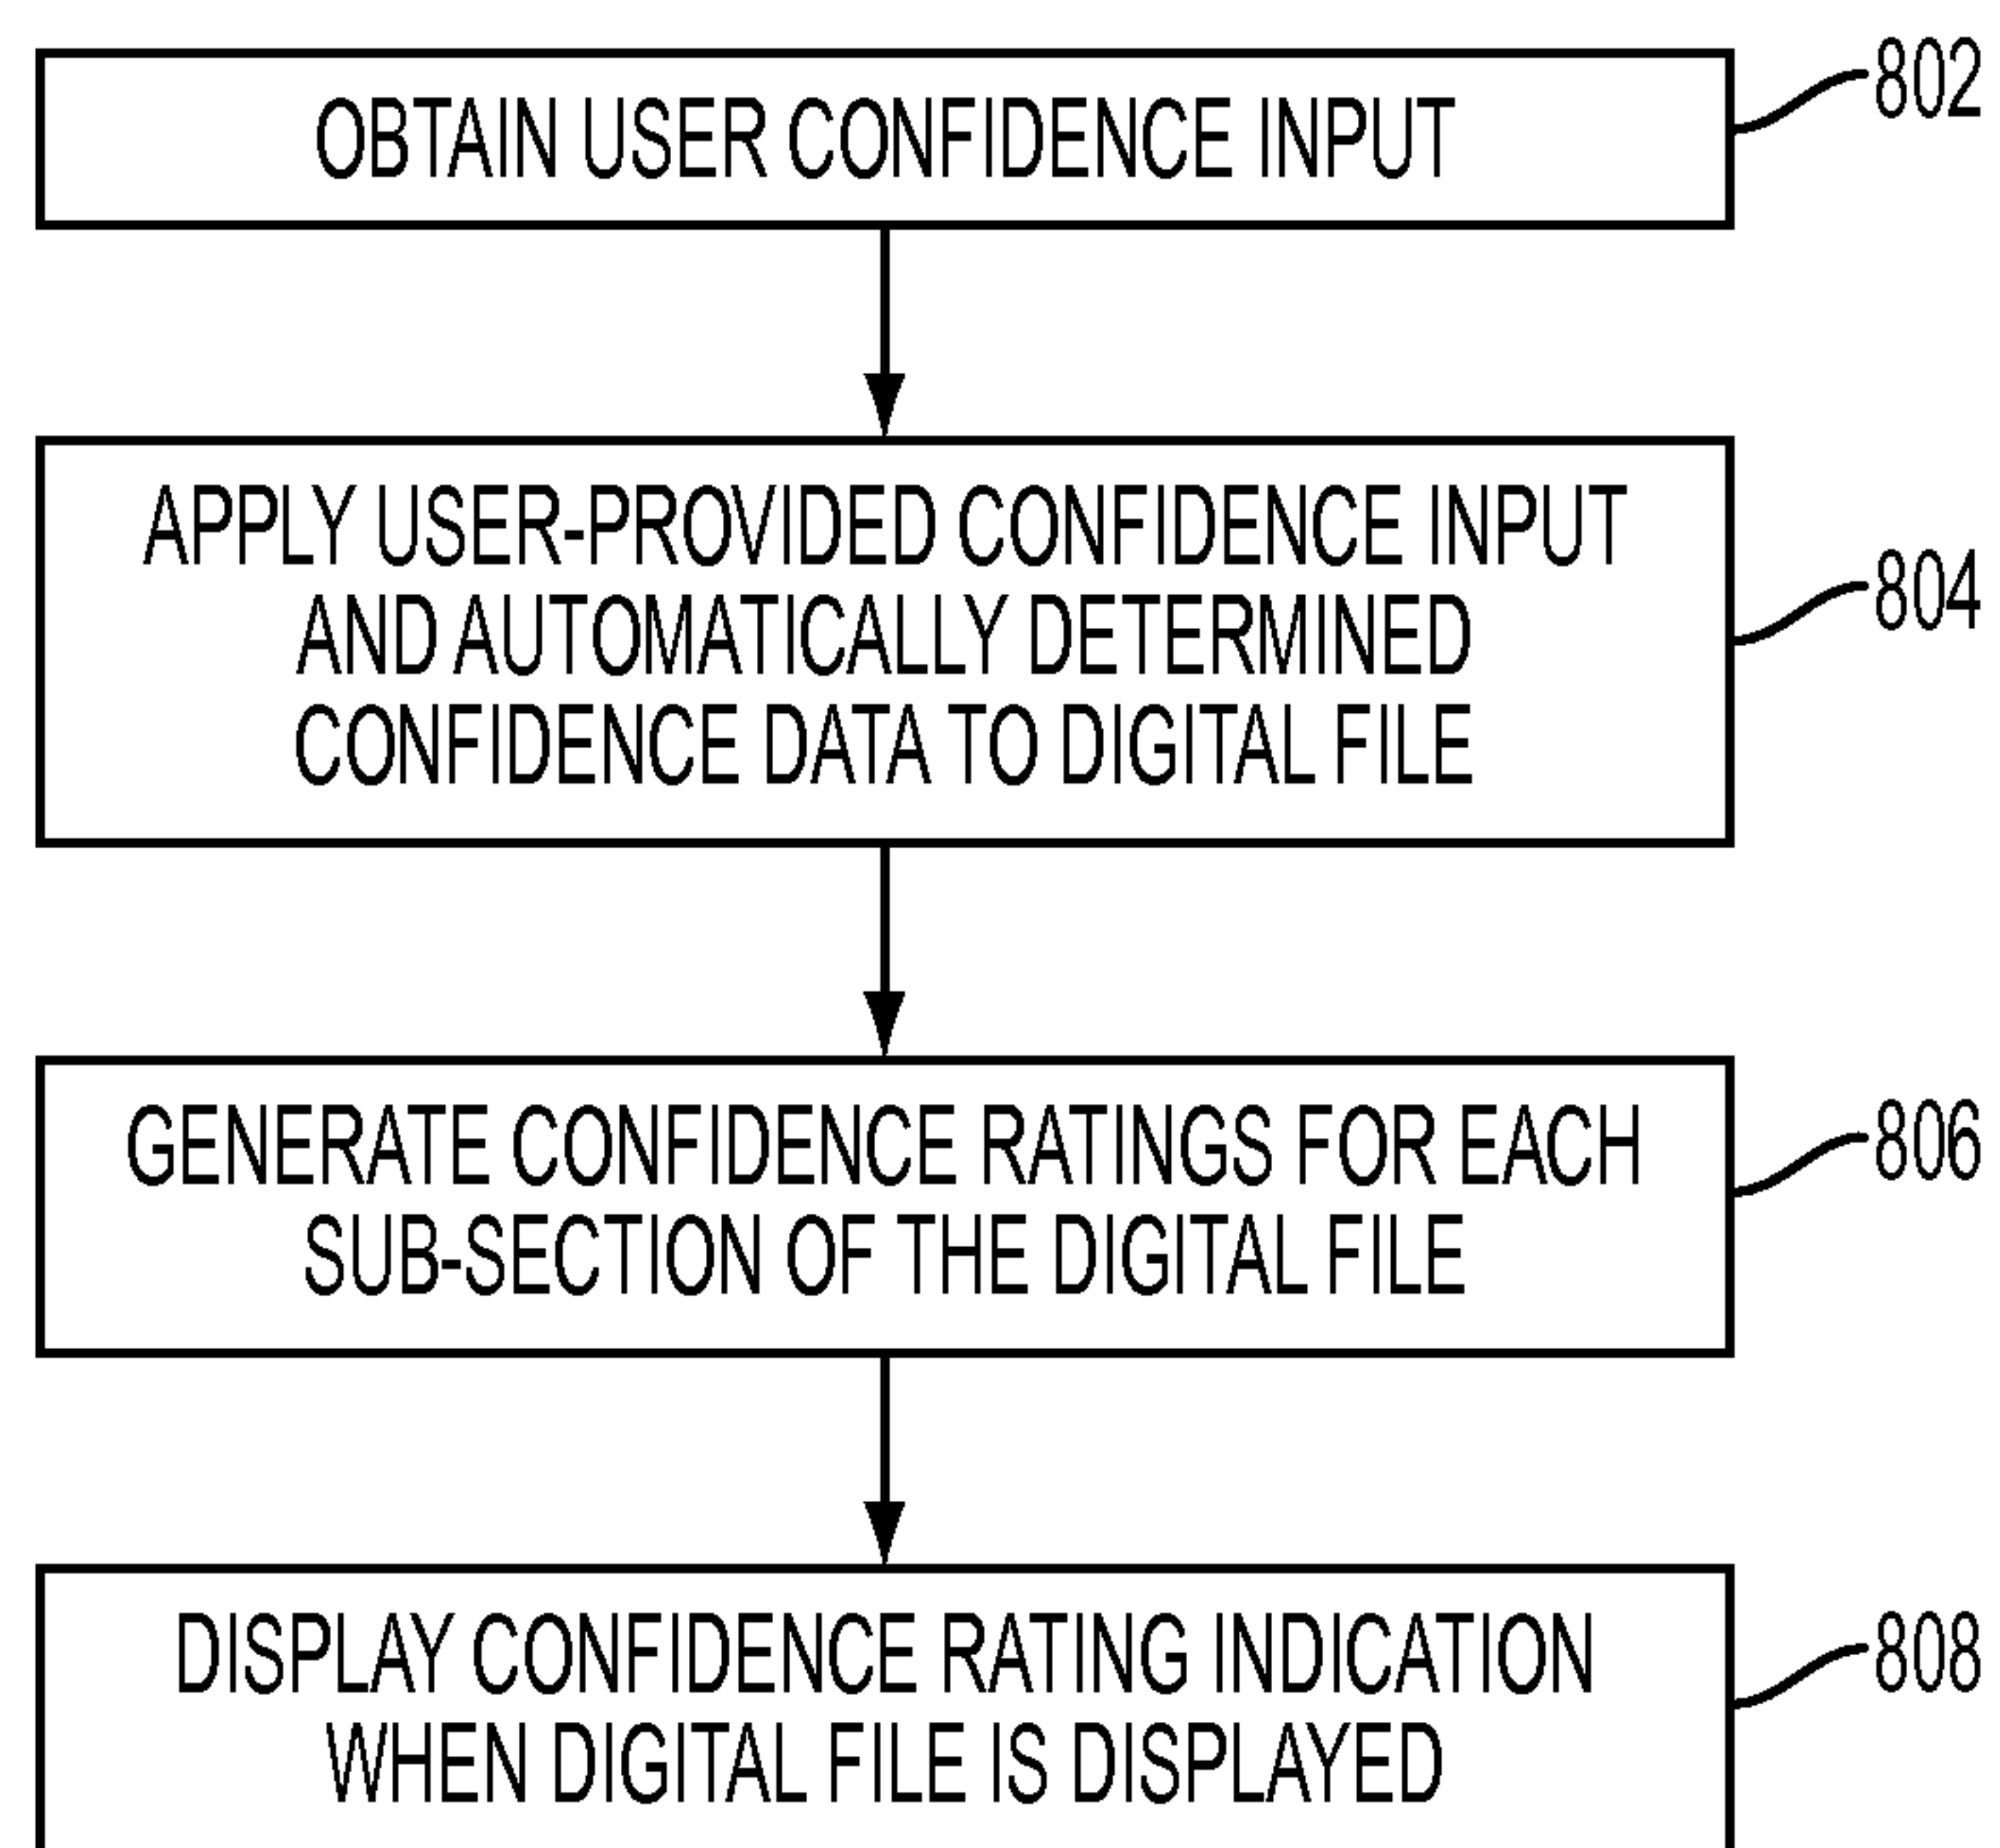 OBTAIN USER CONFIDENCE INPUT
802
APPLY USER-PROVIDED CONFIDENCE INPUT
AND AUTOMATICALLY DETERMINED
CONFIDENCE DATA TO DIGITAL FILE
804
GENERATE CONFIDENCE RATINGS FOR EACH
SUB-SECTION OF THE DIGITAL FILE
806
DISPLAY CONFIDENCE RATING INDICATION
WHEN DIGITAL FILE IS DISPLAYED
808